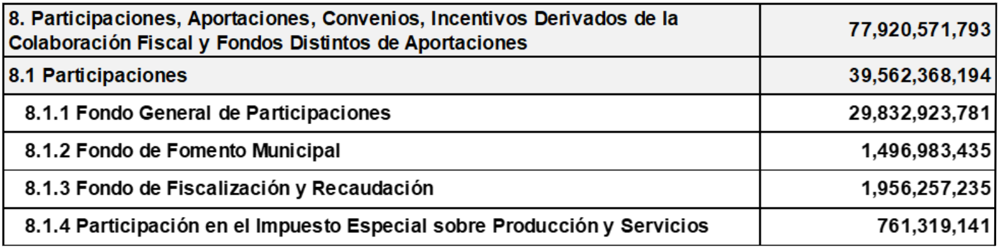 8. Participaciones, Aportaciones, Convenios, Incentivos Derivados de la
Colaboración Fiscal y Fondos Distintos de Aportaciones
77,920,571,793
8.1 Participaciones
39,562,368,194
8.1.1 Fondo General de Participaciones
29,832,923,781
8.1.2 Fondo de Fomento Municipal
1,496,983,435
8.1.3 Fondo de Fiscalización y Recaudación
1,956,257,235
8.1.4 Participación en el Impuesto Especial sobre Producción y Servicios
761,319,141